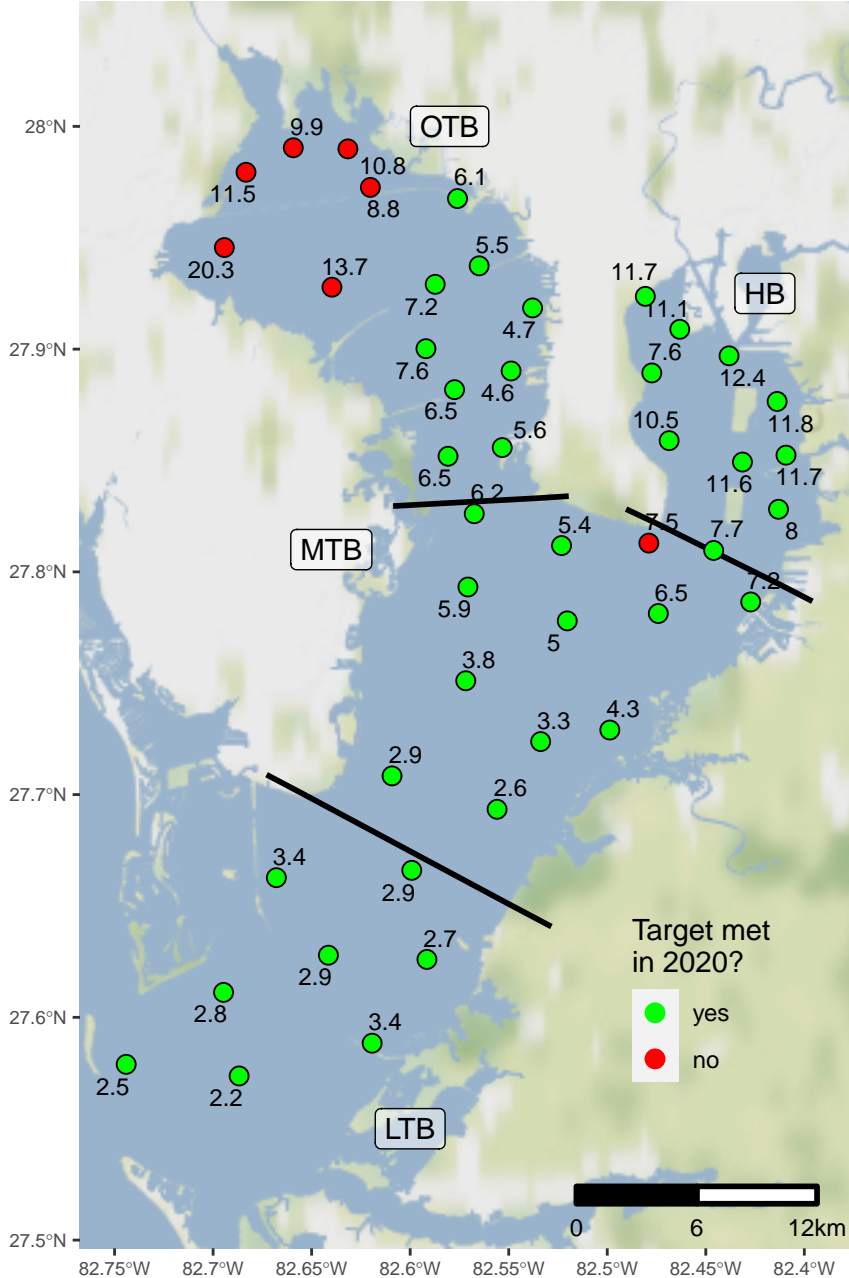 28°N
27.9°N
27.8°N
27.7°N
27.6°N
27.5°N
OTB
9.9
10.8
11.5
8.8
6.1
20.3
13.7
5.5
7.2
4.7
11.7
HB
11.1
7.6
4.6
7.6
12.4
6.5
11.8
5.6
10.5
6.5
11.6
11.7
6.2
8
MTB
5.4
7.5
7.7
5.9
5
6.5
7.2
3.8
3.3
4.3
2.9
2.6
3.4
2.9
2.9
2.7
2.8
3.4
2.5
2.2
LTB
Target met
in 2020?
yes
no
0 6 12km
82.75°W 82.7°W 82.65°W 82.6°W 82.55°W 82.5°W 82.45°W 82.4°W